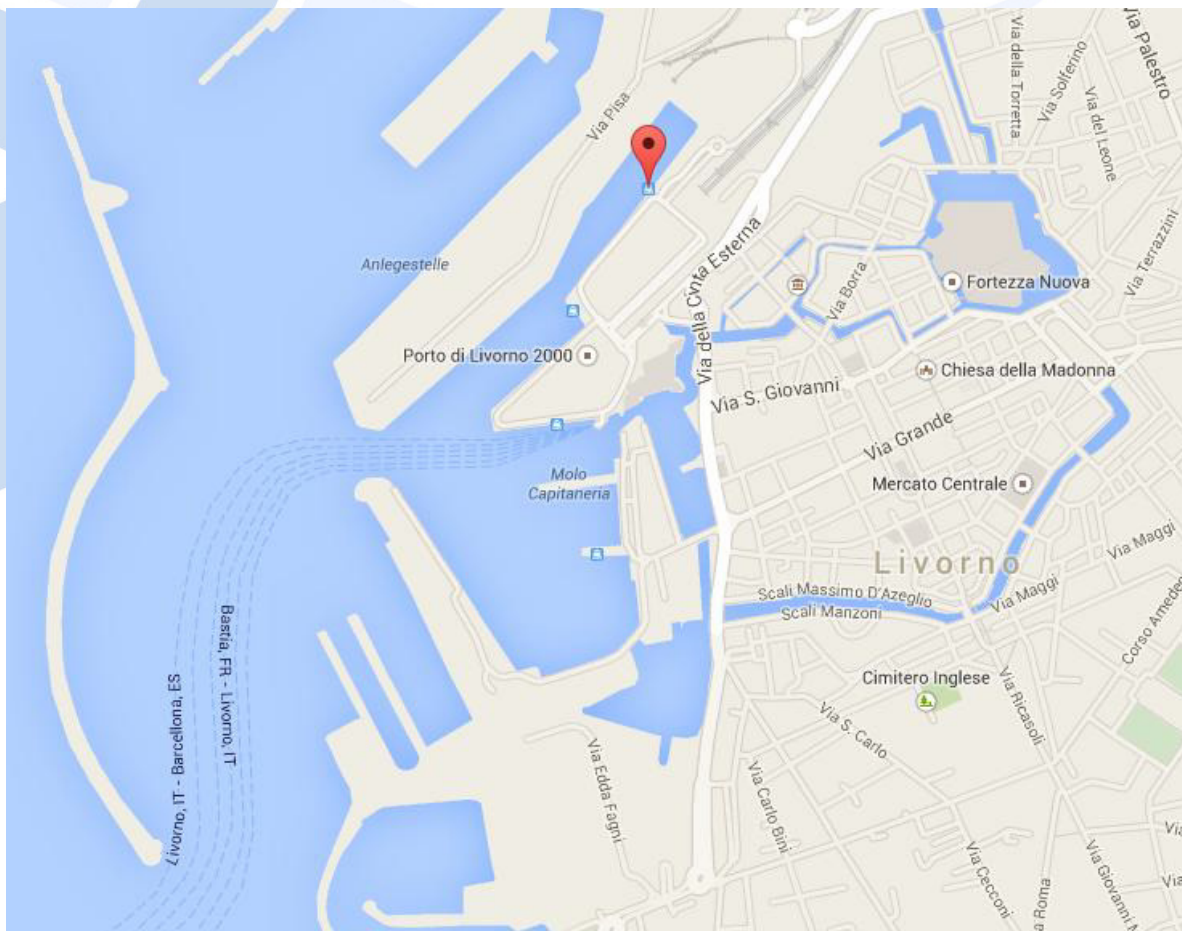 Via Palestro
Via Solferino
Via della Torretta
Via del Leone
Via Pisa
Via Terrazzini
Via della Cinta Esterna
Anlegestelle
Via Borra
Fortezza Nuova
Porto di Livorno 2000
Chiesa della Madonna
Via S. Giovanni
Via Grande
Molo
Capitaneria
Mercato Centrale
Livorno
Via Maggi
Via Maggi
Scali Massimo D'Azeglio
Scali Manzoni
Corso Amedeo
Bastia, FR - Livorno, IT
Livorno, IT - Barcellona, ES
Cimitero Inglese
Via Ricasoli
Via S. Carlo
Via Edda Fagni
Via Carlo Bini
Via Cecconi
Via Roma
Via Giovanni
Via
Via